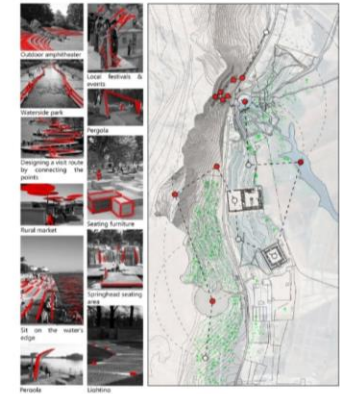 Outdoor amphitheater
Waterside park
Designing a visit route
by connecting the
points
Rural market
Sit on the water's
edge
Pergola
Local festivals &
events
Pergola
Seating furniture
Springhead seating
area
Lighting